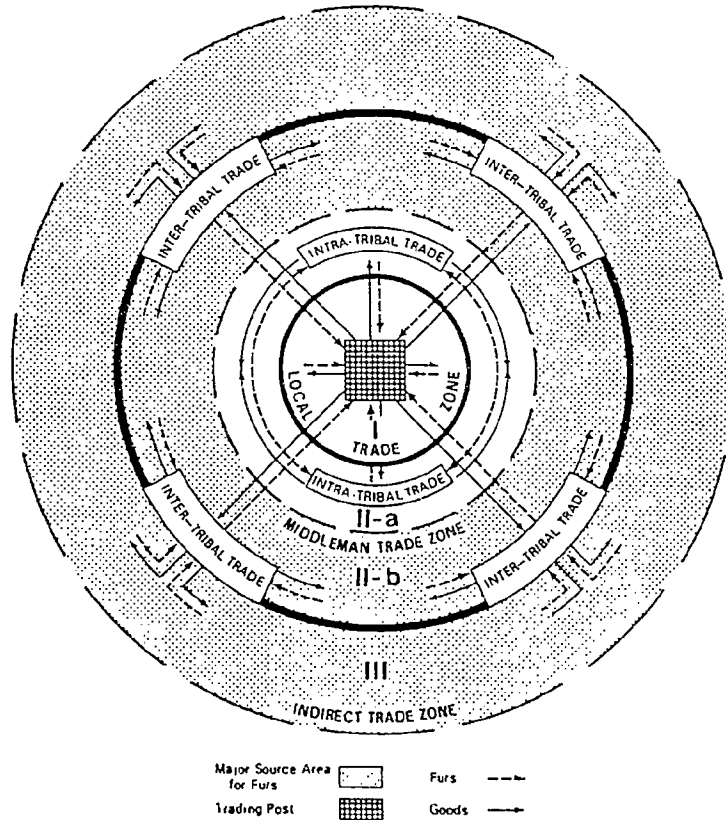 INTER-TRIBAL TRADE
INTER-TRIBAL TRADE
INTRA-TRIBAL TRADE
LOCAL
ZONE
I
TRADE
INTRA-TRIBAL TRADE
II-a
MIDDLEMAN TRADE ZONE
INTER-TRIBAL TRADE
INTER-TRIBAL TRADE
II-b
III
INDIRECT TRADE ZONE
Major Source Area
for Furs
Furs
Trading Post
Goods